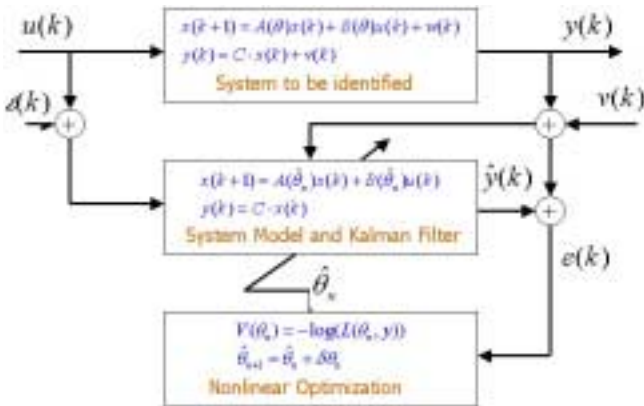 u(k)
x(k+1) = A(θ)x(k) + B(θ)u(k) + w(k)
y(k) = C · x(k) + v(k)
System to be identified
y(k)
ε(k)
+
+
v(k)
x(k+1) = A(θ̂ₙ)x(k) + B(θ̂ₙ)u(k)
y(k) = C · x(k)
System Model and Kalman Filter
ŷ(k)
+
θ̂ₙ
e(k)
V(θₙ) = −log(L(θₙ, y))
θ̂ₙ₊₁ = θ̂ₙ + δθₙ
Nonlinear Optimization